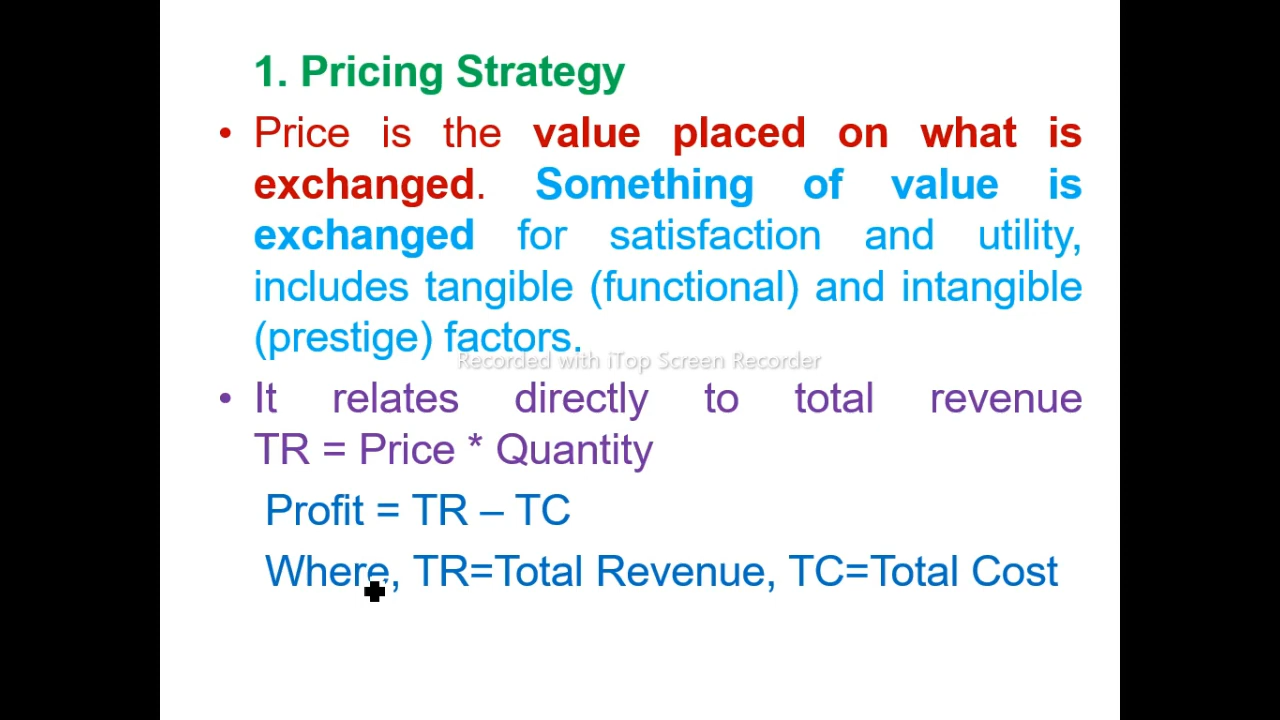 1. Pricing Strategy
• Price is the value placed on what is
exchanged. Something of value is
exchanged for satisfaction and utility,
includes tangible (functional) and intangible
(prestige) factors.
Recorded with iTop Screen Recorder
• It relates directly to total revenue
TR = Price * Quantity
Profit = TR – TC
Where, TR=Total Revenue, TC=Total Cost